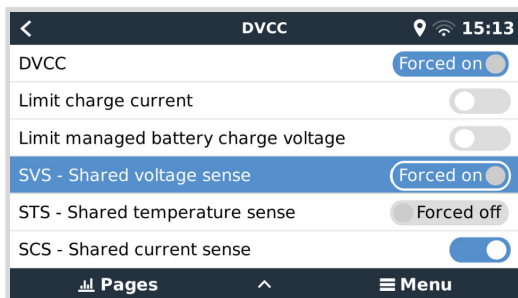 DVCC 15:13
DVCC Forced on
Limit charge current
Limit managed battery charge voltage
SVS - Shared voltage sense Forced on
STS - Shared temperature sense Forced off
SCS - Shared current sense
Pages Menu